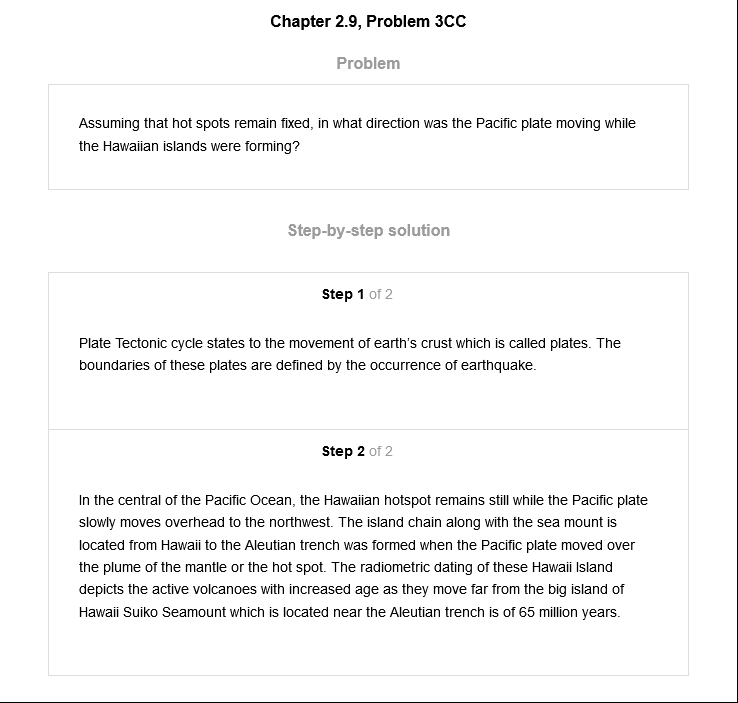 Chapter 2.9, Problem 3CC
Problem
Assuming that hot spots remain fixed, in what direction was the Pacific plate moving while
the Hawaiian islands were forming?
Step-by-step solution
Step 1 of 2
Plate Tectonic cycle states to the movement of earth's crust which is called plates. The
boundaries of these plates are defined by the occurrence of earthquake.
Step 2 of 2
In the central of the Pacific Ocean, the Hawaiian hotspot remains still while the Pacific plate
slowly moves overhead to the northwest. The island chain along with the sea mount is
located from Hawaii to the Aleutian trench was formed when the Pacific plate moved over
the plume of the mantle or the hot spot. The radiometric dating of these Hawaii Island
depicts the active volcanoes with increased age as they move far from the big island of
Hawaii Suiko Seamount which is located near the Aleutian trench is of 65 million years.